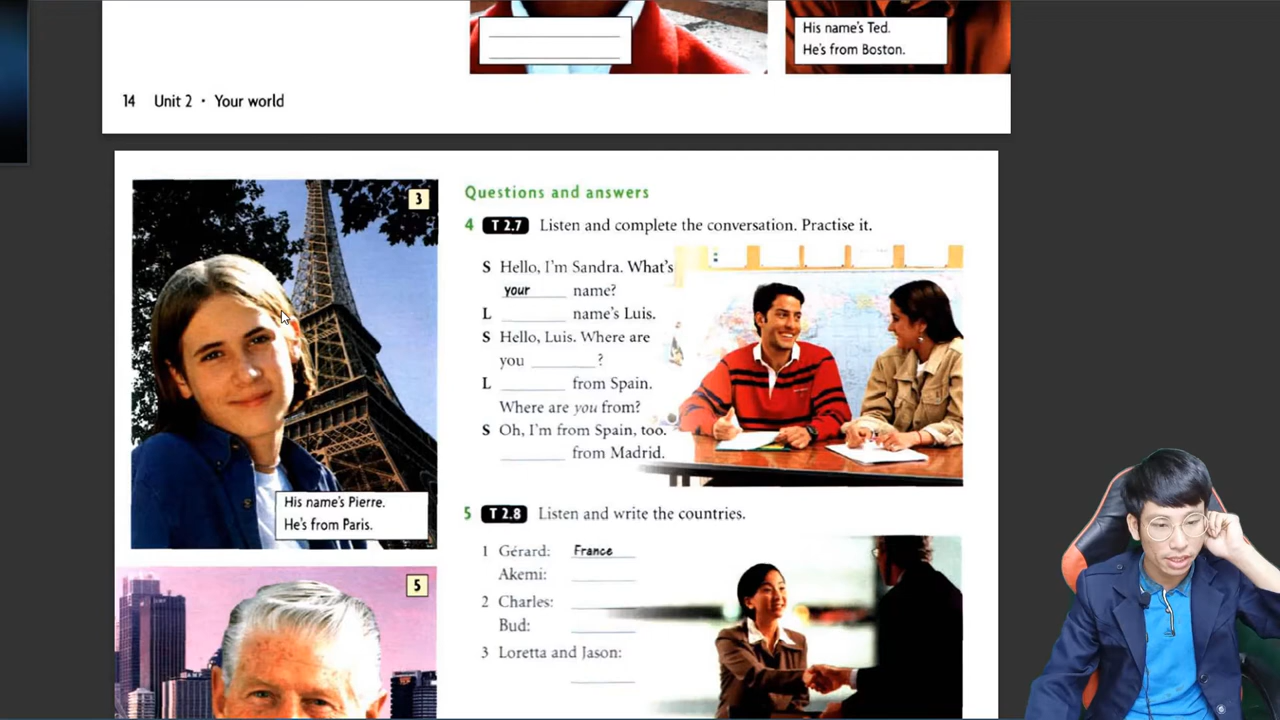 His name's Ted.
He's from Boston.
14 Unit 2 · Your world
3
His name's Pierre.
He's from Paris.
5
Questions and answers
4 T 2.7 Listen and complete the conversation. Practise it.
S Hello, I'm Sandra. What's
your name?
L name's Luis.
S Hello, Luis. Where are
you ?
L from Spain.
Where are you from?
S Oh, I'm from Spain, too.
from Madrid.
5 T 2.8 Listen and write the countries.
1 Gérard: France
Akemi:
2 Charles:
Bud:
3 Loretta and Jason: